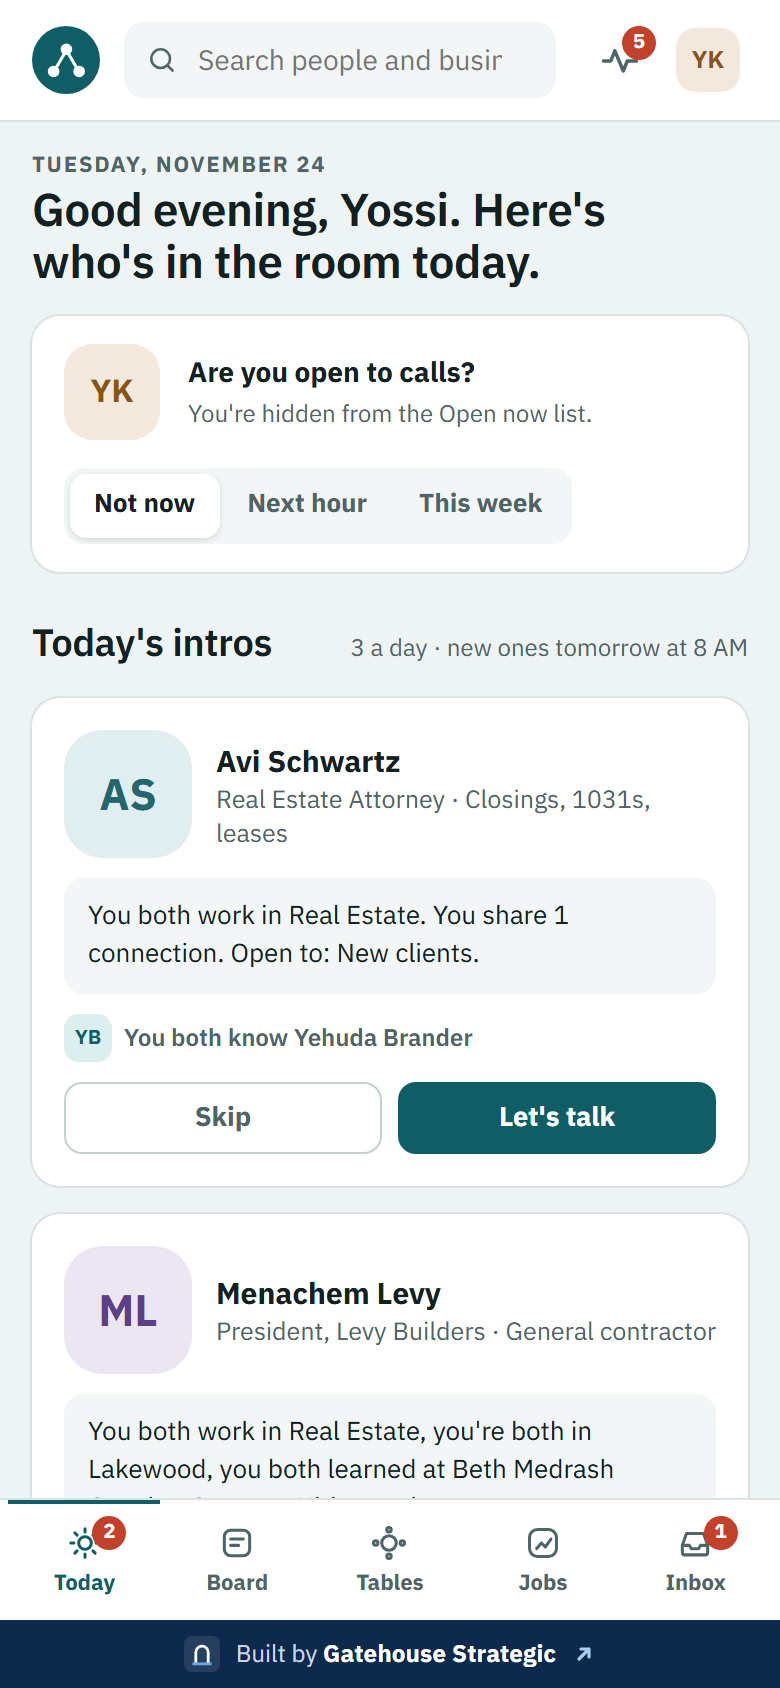 Search people and busir
5
YK
TUESDAY, NOVEMBER 24
Good evening, Yossi. Here's
who's in the room today.
YK
Are you open to calls?
You're hidden from the Open now list.
Not now
Next hour
This week
Today's intros
3 a day · new ones tomorrow at 8 AM
AS
Avi Schwartz
Real Estate Attorney · Closings, 1031s,
leases
You both work in Real Estate. You share 1
connection. Open to: New clients.
YB
You both know Yehuda Brander
Skip
Let's talk
ML
Menachem Levy
President, Levy Builders · General contractor
You both work in Real Estate, you're both in
Lakewood, you both learned at Beth Medrash
2
1
Today
Board
Tables
Jobs
Inbox
Built by Gatehouse Strategic